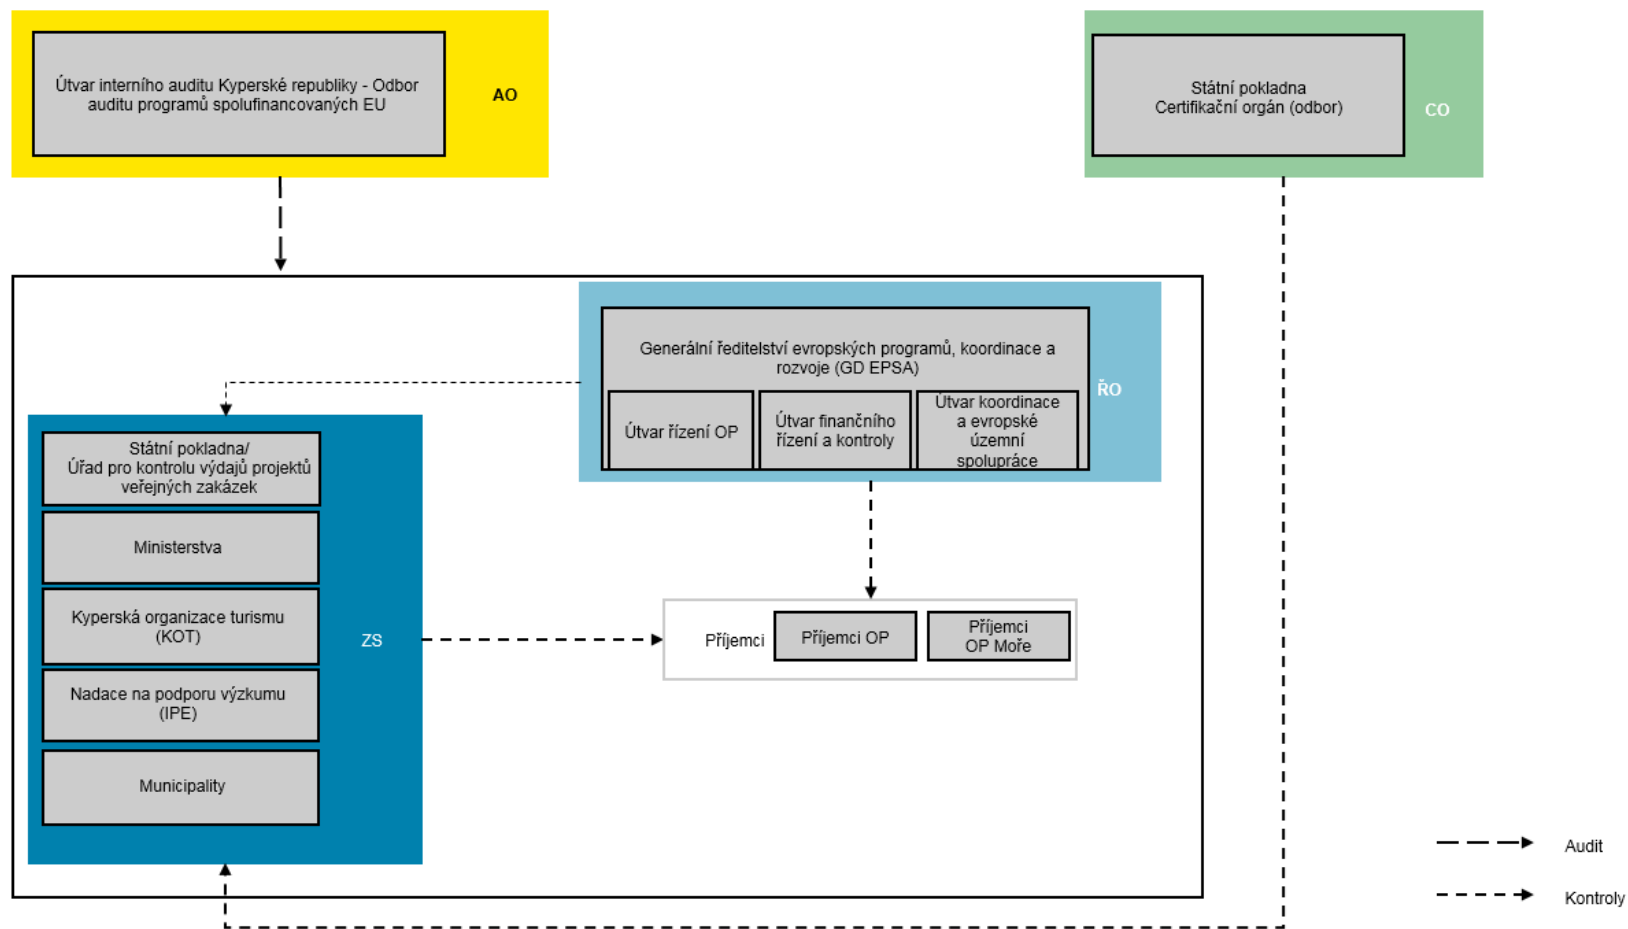 Útvar interního auditu Kyperské republiky - Odbor
auditu programů spolufinancovaných EU
AO
Státní pokladna
Certifikační orgán (odbor)
CO
Generální ředitelství evropských programů, koordinace a
rozvoje (GD EPSA)
ŘO
Útvar řízení OP
Útvar finančního
řízení a kontroly
Útvar koordinace
a evropské
územní
spolupráce
Státní pokladna/
Úřad pro kontrolu výdajů projektů
veřejných zakázek
Ministerstva
Kyperská organizace turismu
(KOT)
Nadace na podporu výzkumu
(IPE)
Municipality
ZS
Příjemci
Příjemci OP
Příjemci
OP Moře
Audit
Kontroly